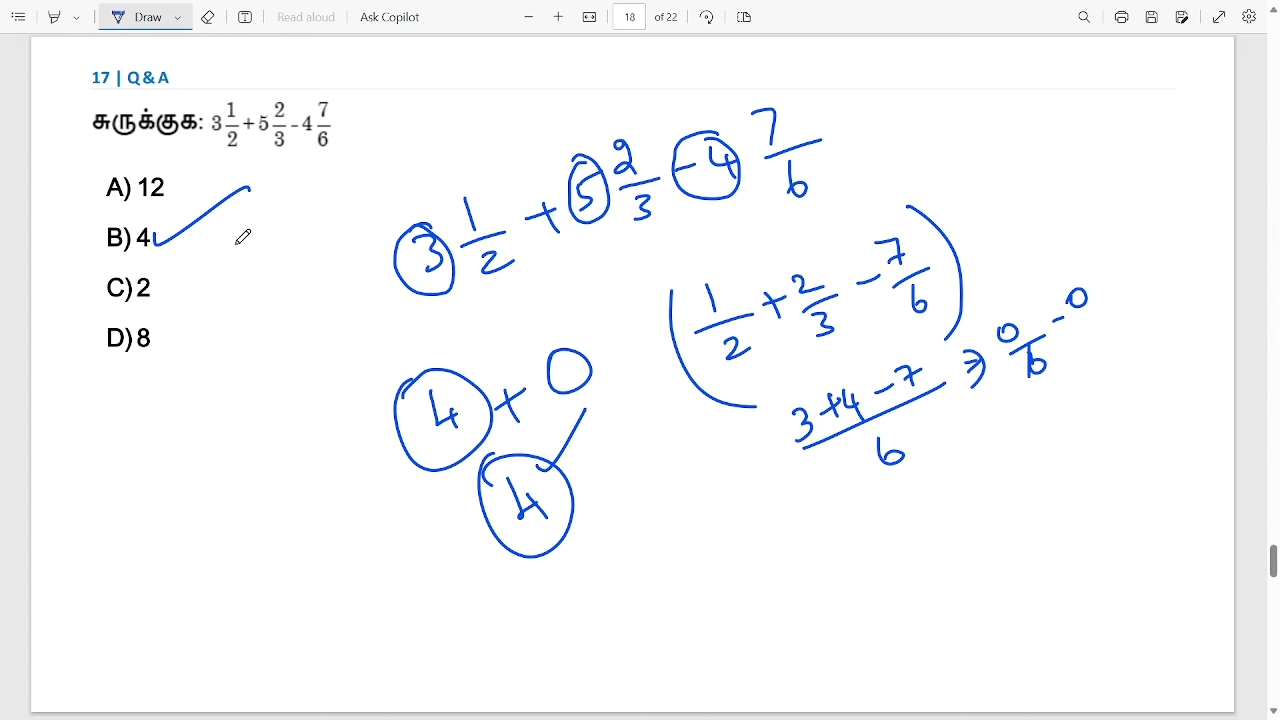 Draw
Read aloud
Ask Copilot
18 of 22
17 | Q & A
சுருக்குக: 3 1/2 + 5 2/3 - 4 7/6
A) 12
B) 4
C) 2
D) 8
3 1/2 + 5 2/3 - 4 7/6
(1/2 + 2/3 - 7/6)
3 + 4 - 7 / 6 ⇒ 0/6 - 0
4 + 0
4